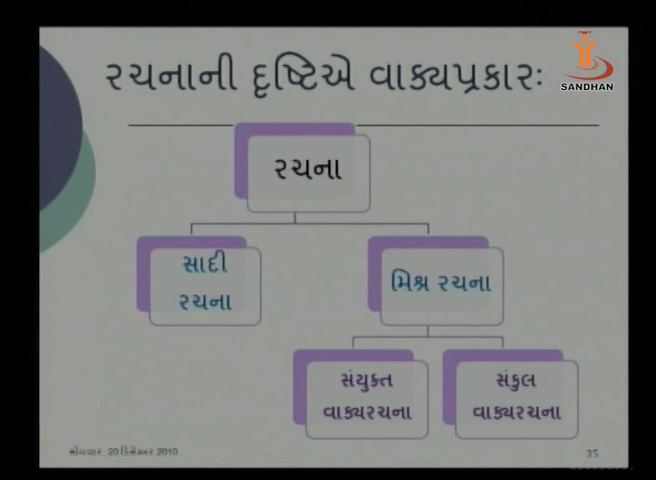 રચનાની દૃષ્ટિએ વાક્યપ્રકારઃ
SANDHAN
રચના
સાદી
રચના
મિશ્ર રચના
સંયુક્ત
વાક્યરચના
સંકુલ
વાક્યરચના
સોમવાર, 20 ડિસેમ્બર 2010
35